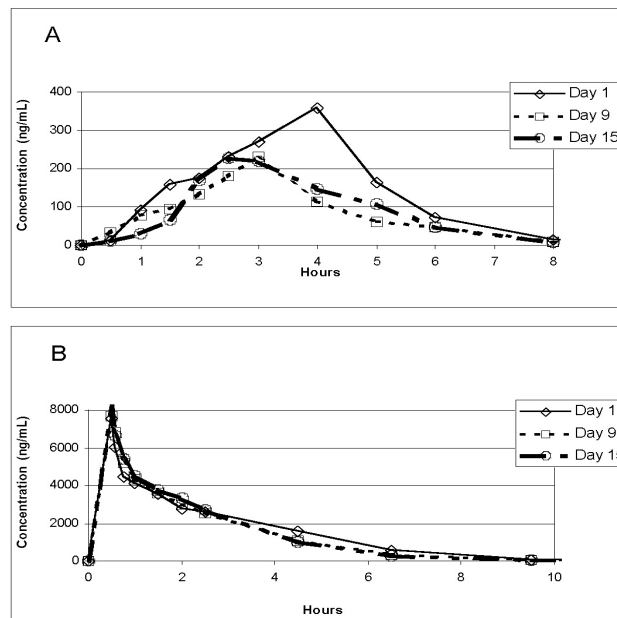 A
Concentration (ng/mL)
400
300
200
100
0
0 1 2 3 4 5 6 7 8
Hours
Day 1
Day 9
Day 15
B
Concentration (ng/mL)
8000
6000
4000
2000
0
0 2 4 6 8 10
Hours
Day 1
Day 9
Day 15